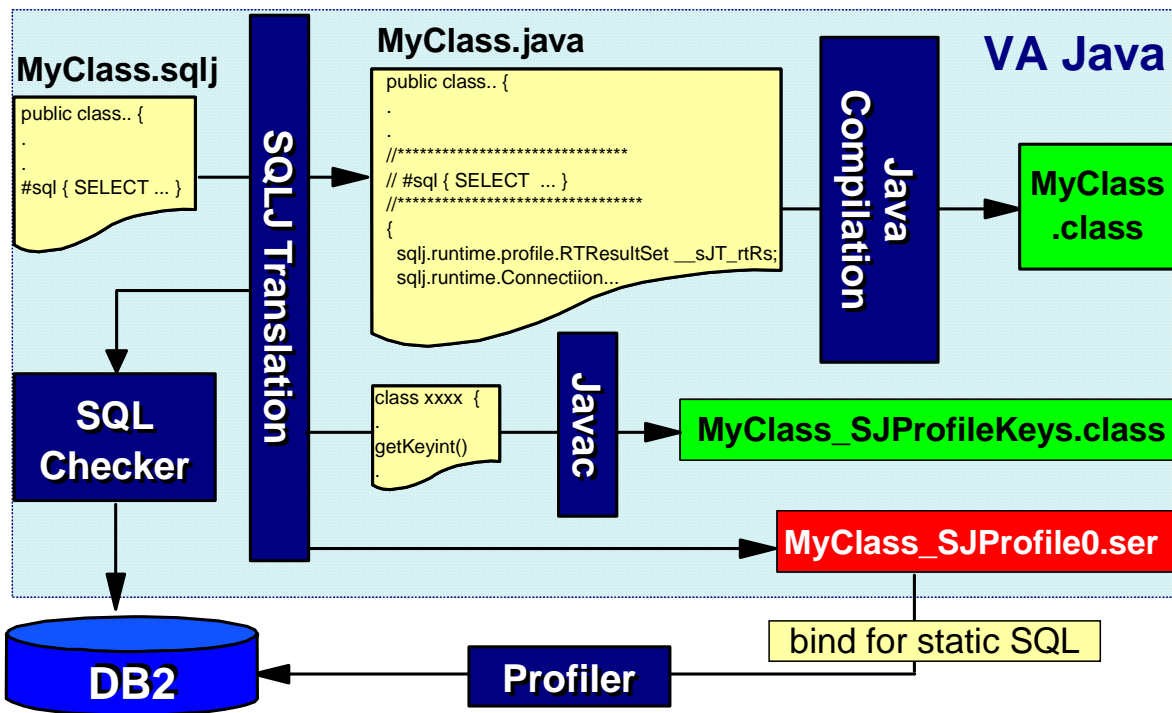 VA Java
MyClass.sqlj
public class.. {
.
.
#sql { SELECT ... }
SQLJ Translation
MyClass.java
public class.. {
.
.
//*******************************
// #sql { SELECT  ... }
//*********************************
{
sqlj.runtime.profile.RTResultSet __sJT_rtRs;
sqlj.runtime.Connectiion...
Java
Compilation
MyClass
.class
SQL
Checker
class xxxx  {
.
getKeyint()
.
Javac
MyClass_SJProfileKeys.class
MyClass_SJProfile0.ser
bind for static SQL
Profiler
DB2